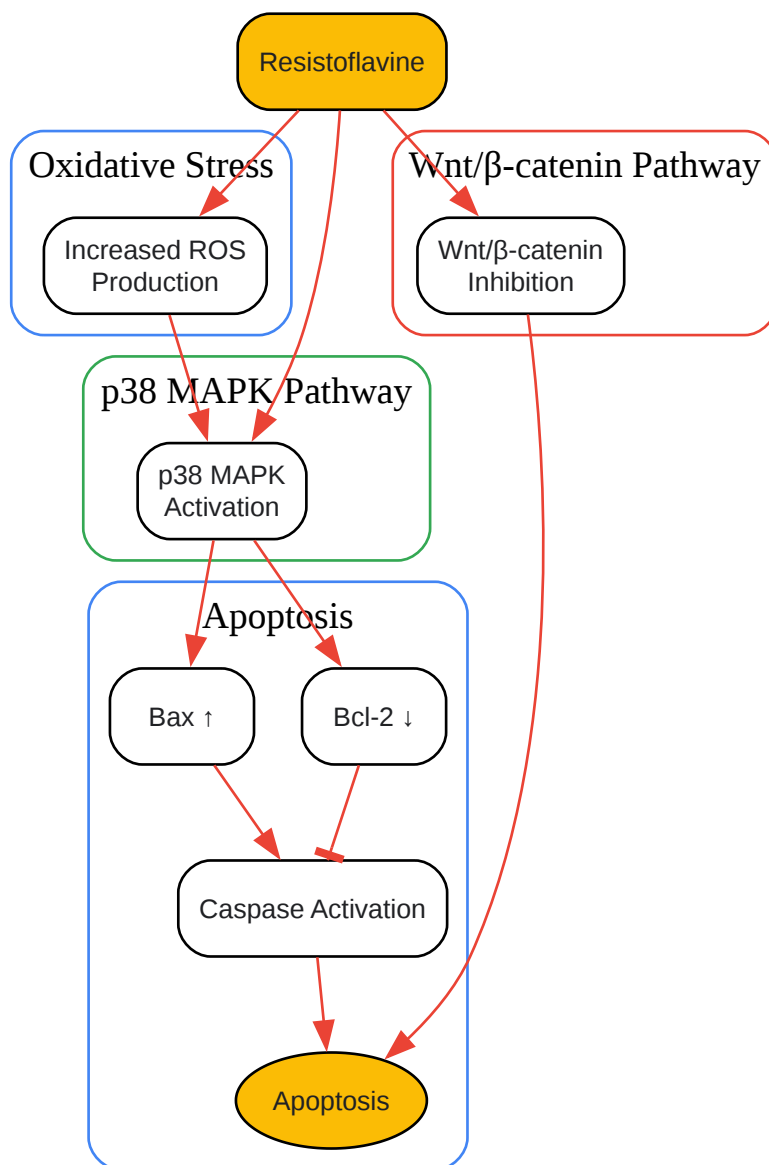 Resistoflavine
Oxidative Stress
Wnt/β-catenin Pathway
Increased ROS
Production
Wnt/β-catenin
Inhibition
p38 MAPK Pathway
p38 MAPK
Activation
Apoptosis
Bax ↑
Bcl-2 ↓
Caspase Activation
Apoptosis